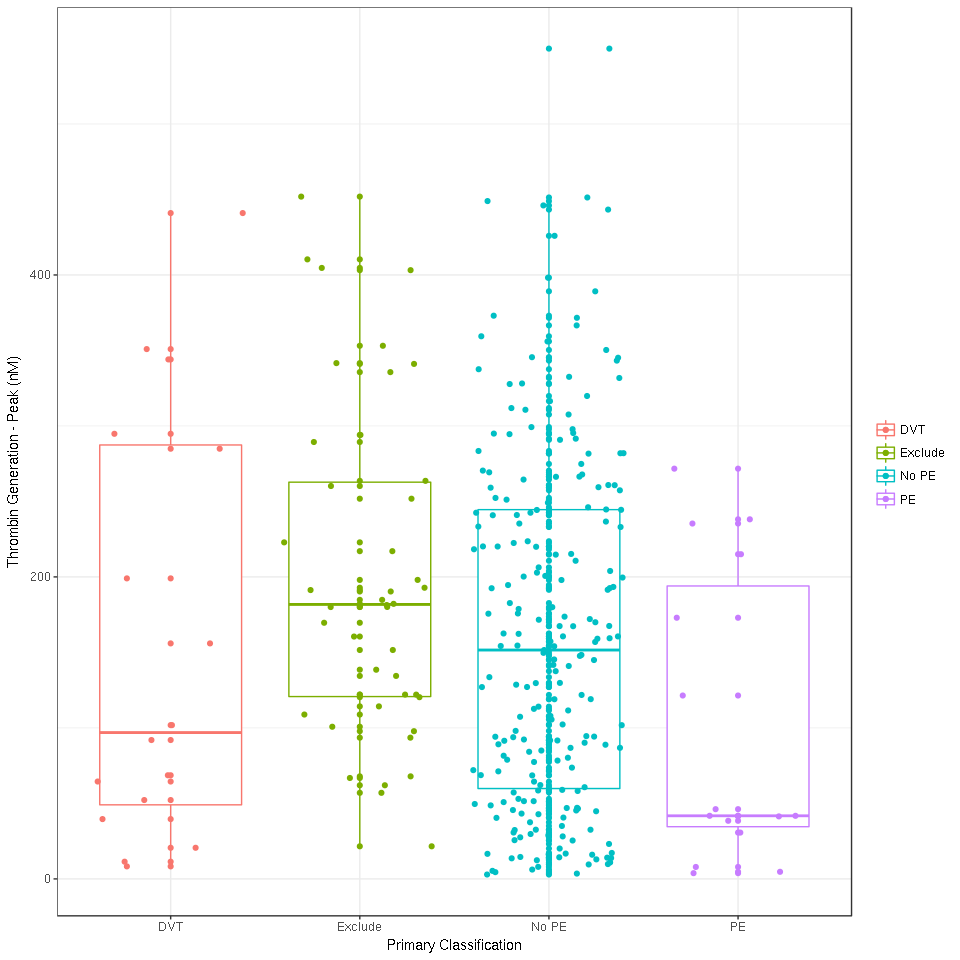 Thrombin Generation - Peak (nM)
400
200
0
DVT
Exclude
No PE
PE
Primary Classification
DVT
Exclude
No PE
PE